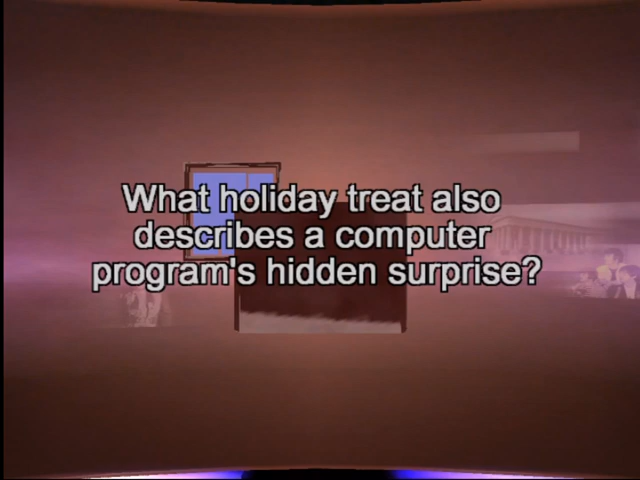 What holiday treat also
describes a computer
program's hidden surprise?